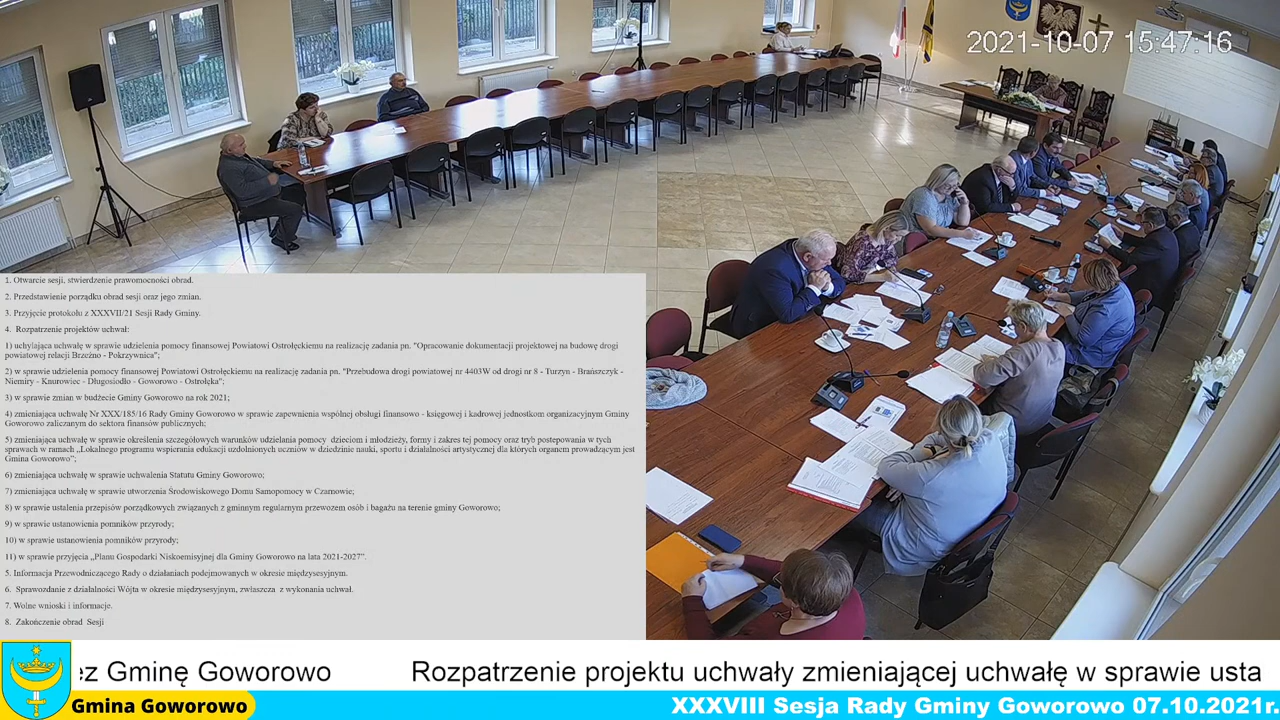 2021-10-07 15:47:16
1. Otwarcie sesji, stwierdzenie prawomocności obrad.
2. Przedstawienie porządku obrad sesji oraz jego zmian.
3. Przyjęcie protokołu z XXXVII/21 Sesji Rady Gminy.
4. Rozpatrzenie projektów uchwał:
1) uchylająca uchwałę w sprawie udzielenia pomocy finansowej Powiatowi Ostrołęckiemu na realizację zadania pn. "Opracowanie dokumentacji projektowej na budowę drogi
powiatowej relacji Brzeźno - Pokrzywnica";
2) w sprawie udzielenia pomocy finansowej Powiatowi Ostrołęckiemu na realizację zadania pn. "Przebudowa drogi powiatowej nr 4403W od drogi nr 8 - Turzyn - Brańszczyk -
Niemiry - Knurowiec - Długosiodło - Goworowo - Ostrołęka";
3) w sprawie zmian w budżecie Gminy Goworowo na rok 2021;
4) zmieniająca uchwałę Nr XXX/185/16 Rady Gminy Goworowo w sprawie zapewnienia wspólnej obsługi finansowo - księgowej i kadrowej jednostkom organizacyjnym Gminy
Goworowo zaliczanym do sektora finansów publicznych;
5) zmieniająca uchwałę w sprawie określenia szczegółowych warunków udzielania pomocy dzieciom i młodzieży, formy i zakres tej pomocy oraz tryb postepowania w tych
sprawach w ramach „Lokalnego programu wspierania edukacji uzdolnionych uczniów w dziedzinie nauki, sportu i działalności artystycznej dla których organem prowadzącym jest
Gmina Goworowo";
6) zmieniająca uchwałę w sprawie uchwalenia Statutu Gminy Goworowo;
7) zmieniająca uchwałę w sprawie utworzenia Środowiskowego Domu Samopomocy w Czarnowie;
8) w sprawie ustalenia przepisów porządkowych związanych z gminnym regularnym przewozem osób i bagażu na terenie gminy Goworowo;
9) w sprawie ustanowienia pomników przyrody;
10) w sprawie ustanowienia pomników przyrody;
11) w sprawie przyjęcia „Planu Gospodarki Niskoemisyjnej dla Gminy Goworowo na lata 2021-2027".
5. Informacja Przewodniczącego Rady o działaniach podejmowanych w okresie międzysesyjnym.
6. Sprawozdanie z działalności Wójta w okresie międzysesyjnym, zwłaszcza z wykonania uchwał.
7. Wolne wnioski i informacje.
8. Zakończenie obrad Sesji
ez Gminę Goworowo Rozpatrzenie projektu uchwały zmieniającej uchwałę w sprawie usta
Gmina Goworowo
XXXVIII Sesja Rady Gminy Goworowo 07.10.2021r.